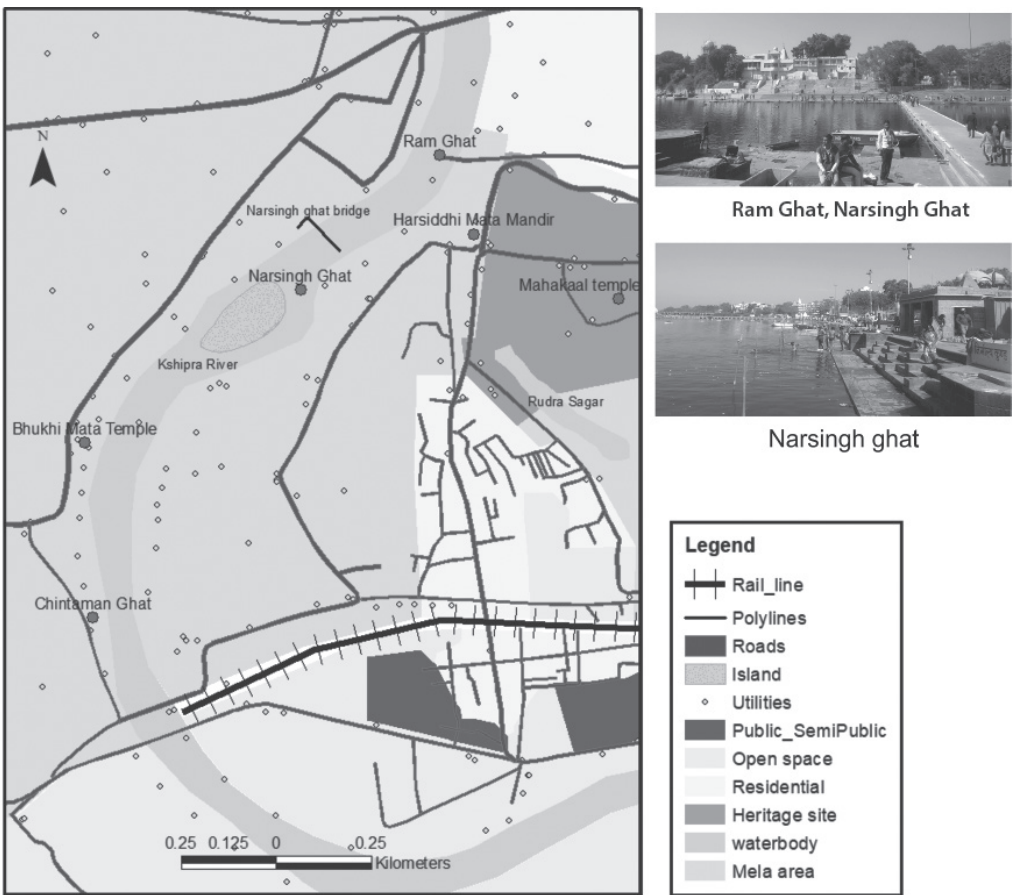 N
Ram Ghat
Narsingh ghat bridge
Harsiddhi Mata Mandir
Narsingh Ghat
Mahakaal temple
Kshipra River
Rudra Sagar
Bhukhi Mata Temple
Chintaman Ghat
0.25 0.125 0 0.25
Kilometers
Ram Ghat, Narsingh Ghat
Narsingh ghat
Legend
Rail_line
Polylines
Roads
Island
Utilities
Public_SemiPublic
Open space
Residential
Heritage site
waterbody
Mela area